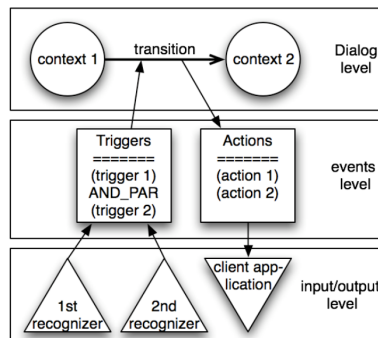 transition
context 1
context 2
Dialog
level
Triggers
=======
(trigger 1)
AND_PAR
(trigger 2)
Actions
=======
(action 1)
(action 2)
events
level
1st
recognizer
2nd
recognizer
client app-
lication
input/output
level